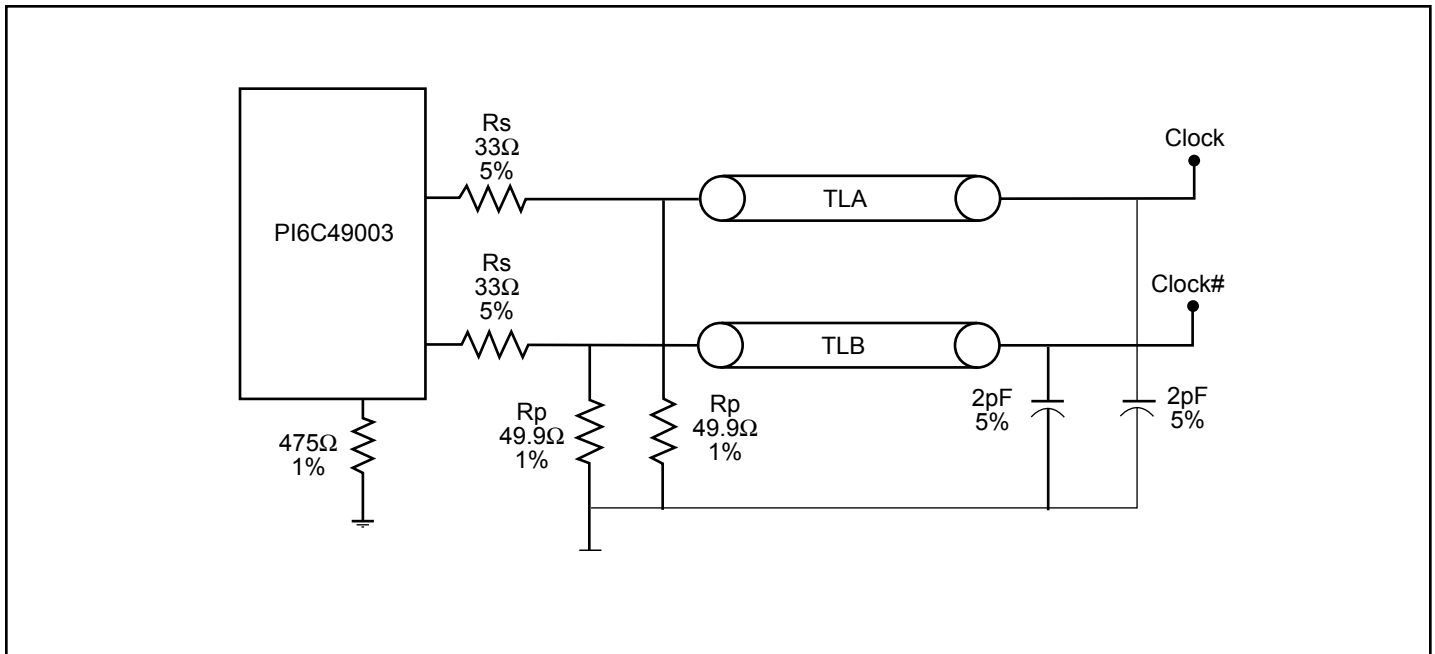 Rs
33Ω
5%
Clock
TLA
PI6C49003
Rs
33Ω
5%
Clock#
TLB
Rp
49.9Ω
1%
Rp
49.9Ω
1%
2pF
5%
2pF
5%
475Ω
1%